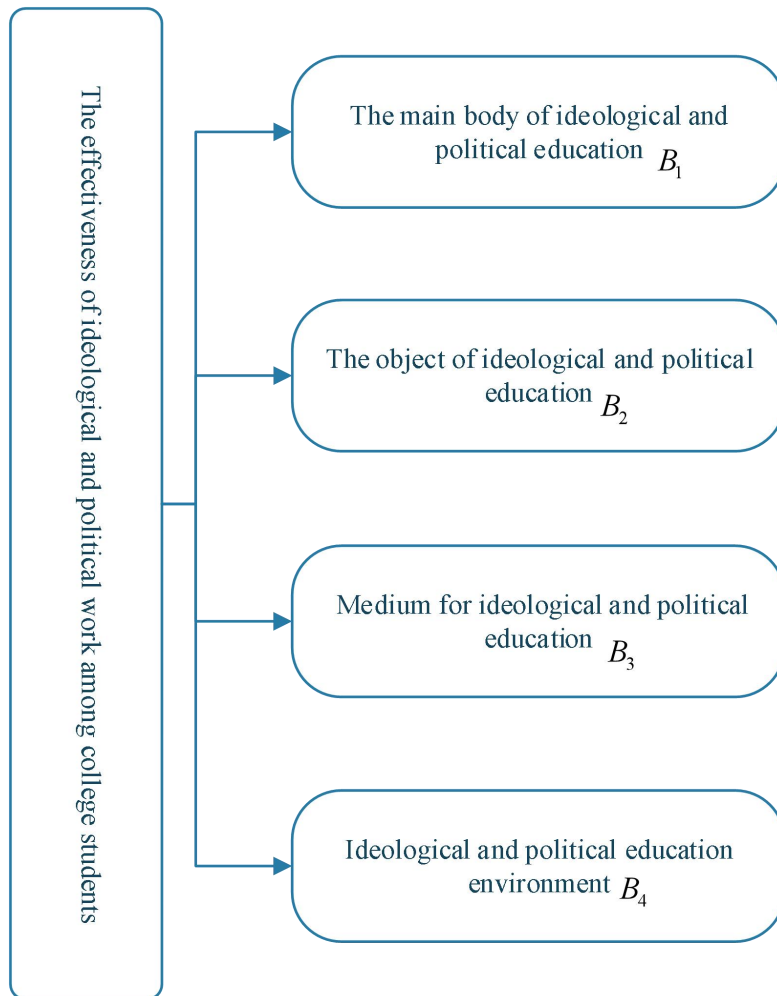 The effectiveness of ideological and political work among college students
The main body of ideological and
political education B₁
The object of ideological and political
education B₂
Medium for ideological and political
education B₃
Ideological and political education
environment B₄